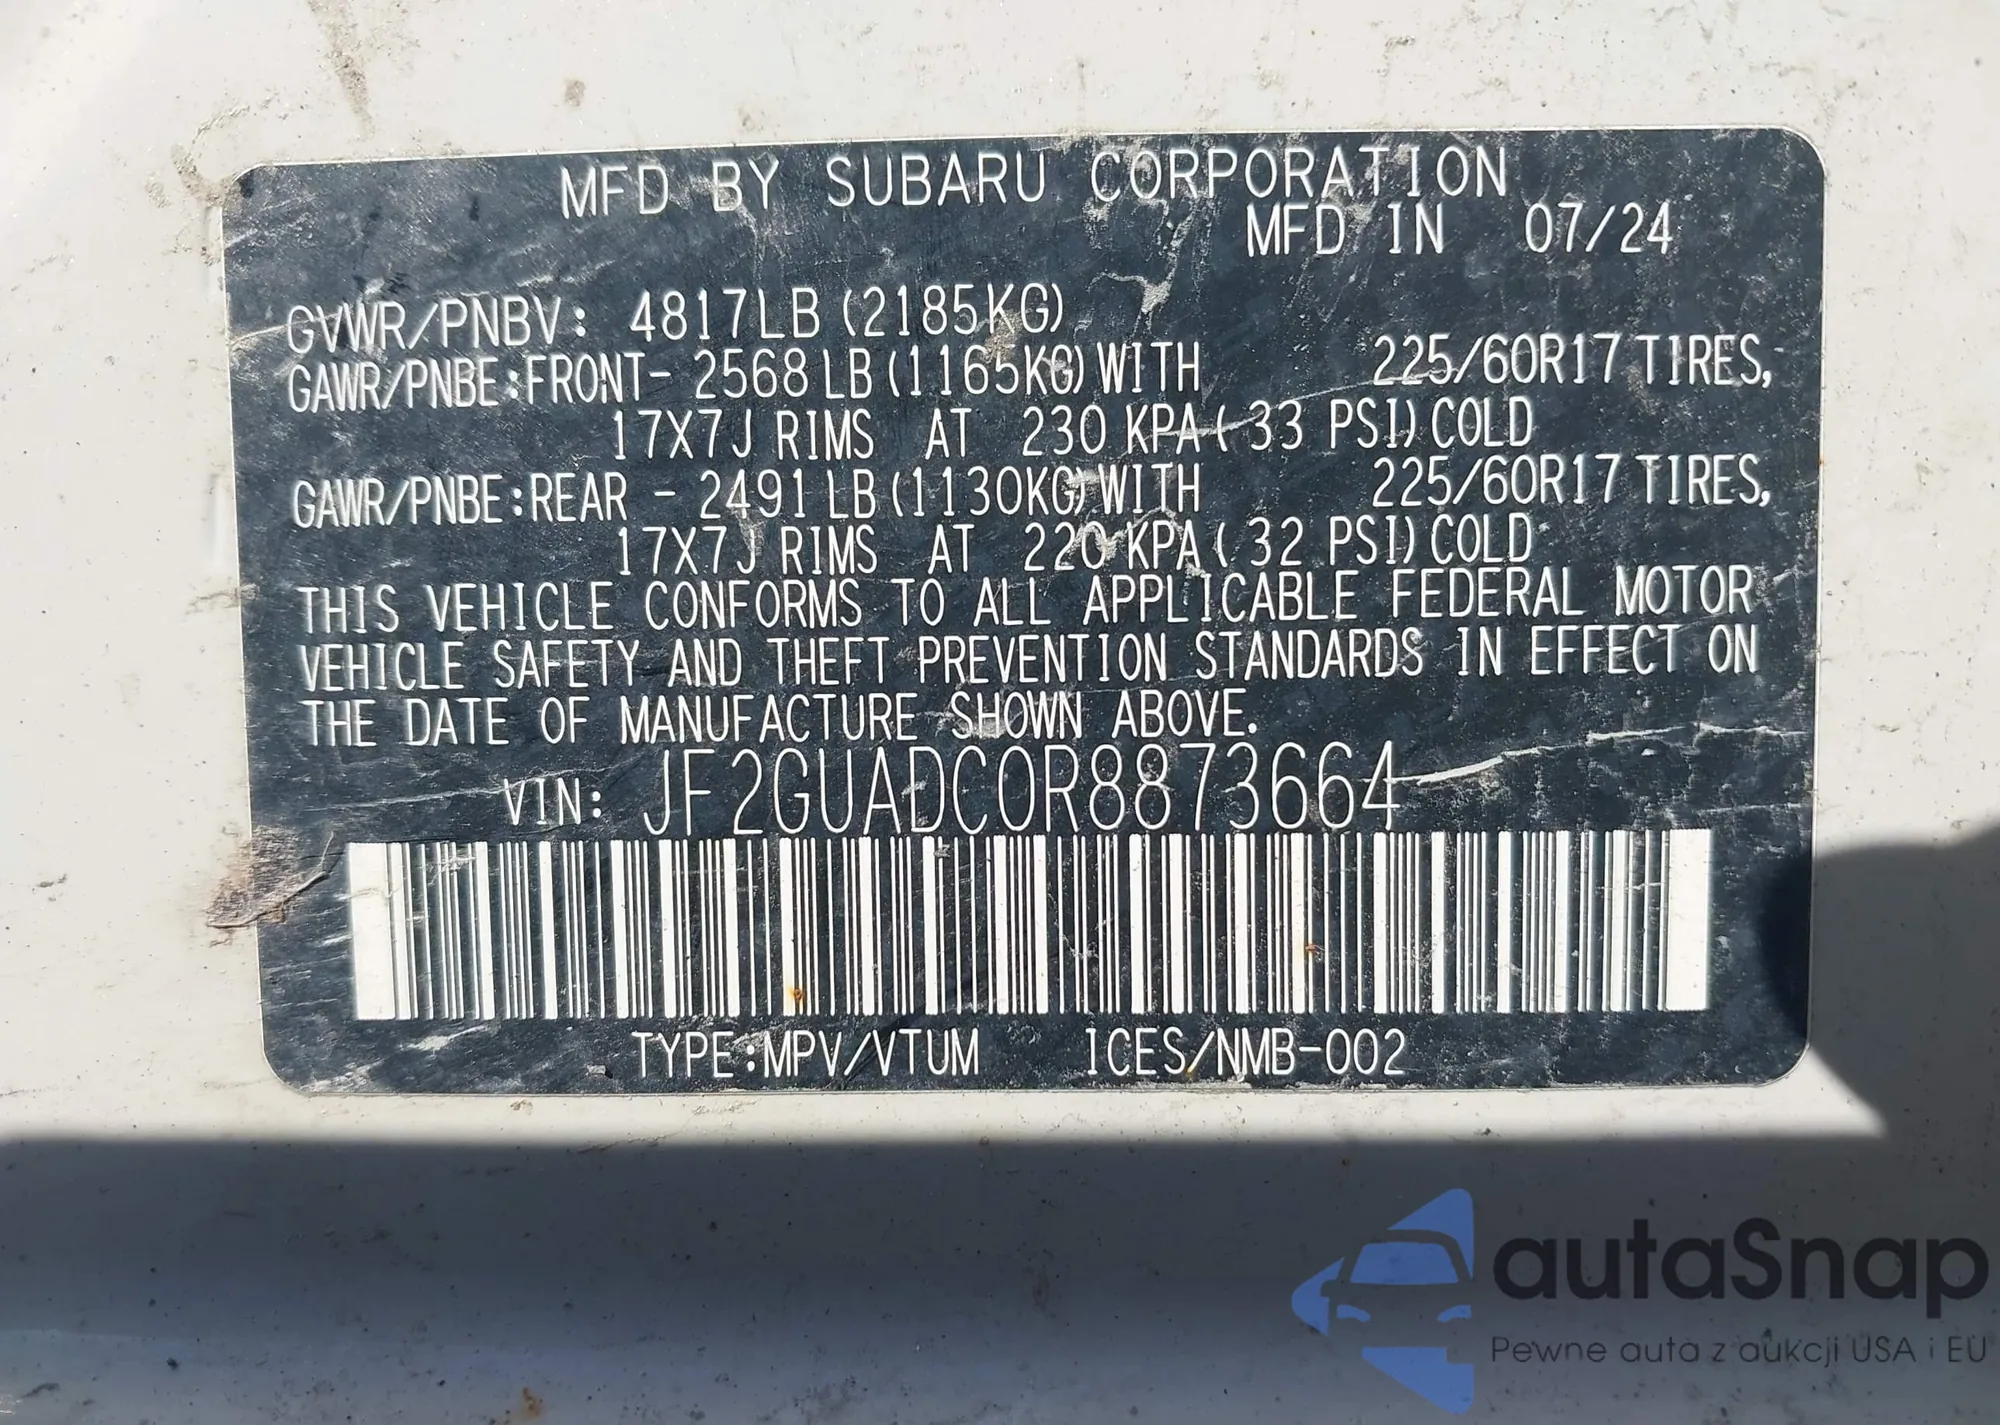 MFD BY SUBARU CORPORATION
MFD IN 07/24
GVWR/PNBV: 4817LB (2185KG)
GAWR/PNBE:FRONT- 2568 LB (1165KG) WITH 225/60R17 TIRES,
17X7J RIMS AT 230 KPA ( 33 PSI) COLD
GAWR/PNBE:REAR - 2491 LB (1130KG) WITH 225/60R17 TIRES,
17X7J RIMS AT 220 KPA ( 32 PSI) COLD
THIS VEHICLE CONFORMS TO ALL APPLICABLE FEDERAL MOTOR
VEHICLE SAFETY AND THEFT PREVENTION STANDARDS IN EFFECT ON
THE DATE OF MANUFACTURE SHOWN ABOVE.
VIN: JF2GUADC0R8873664
TYPE:MPV/VTUM ICES/NMB-002
autaSnap
Pewne auta z aukcji USA i EU